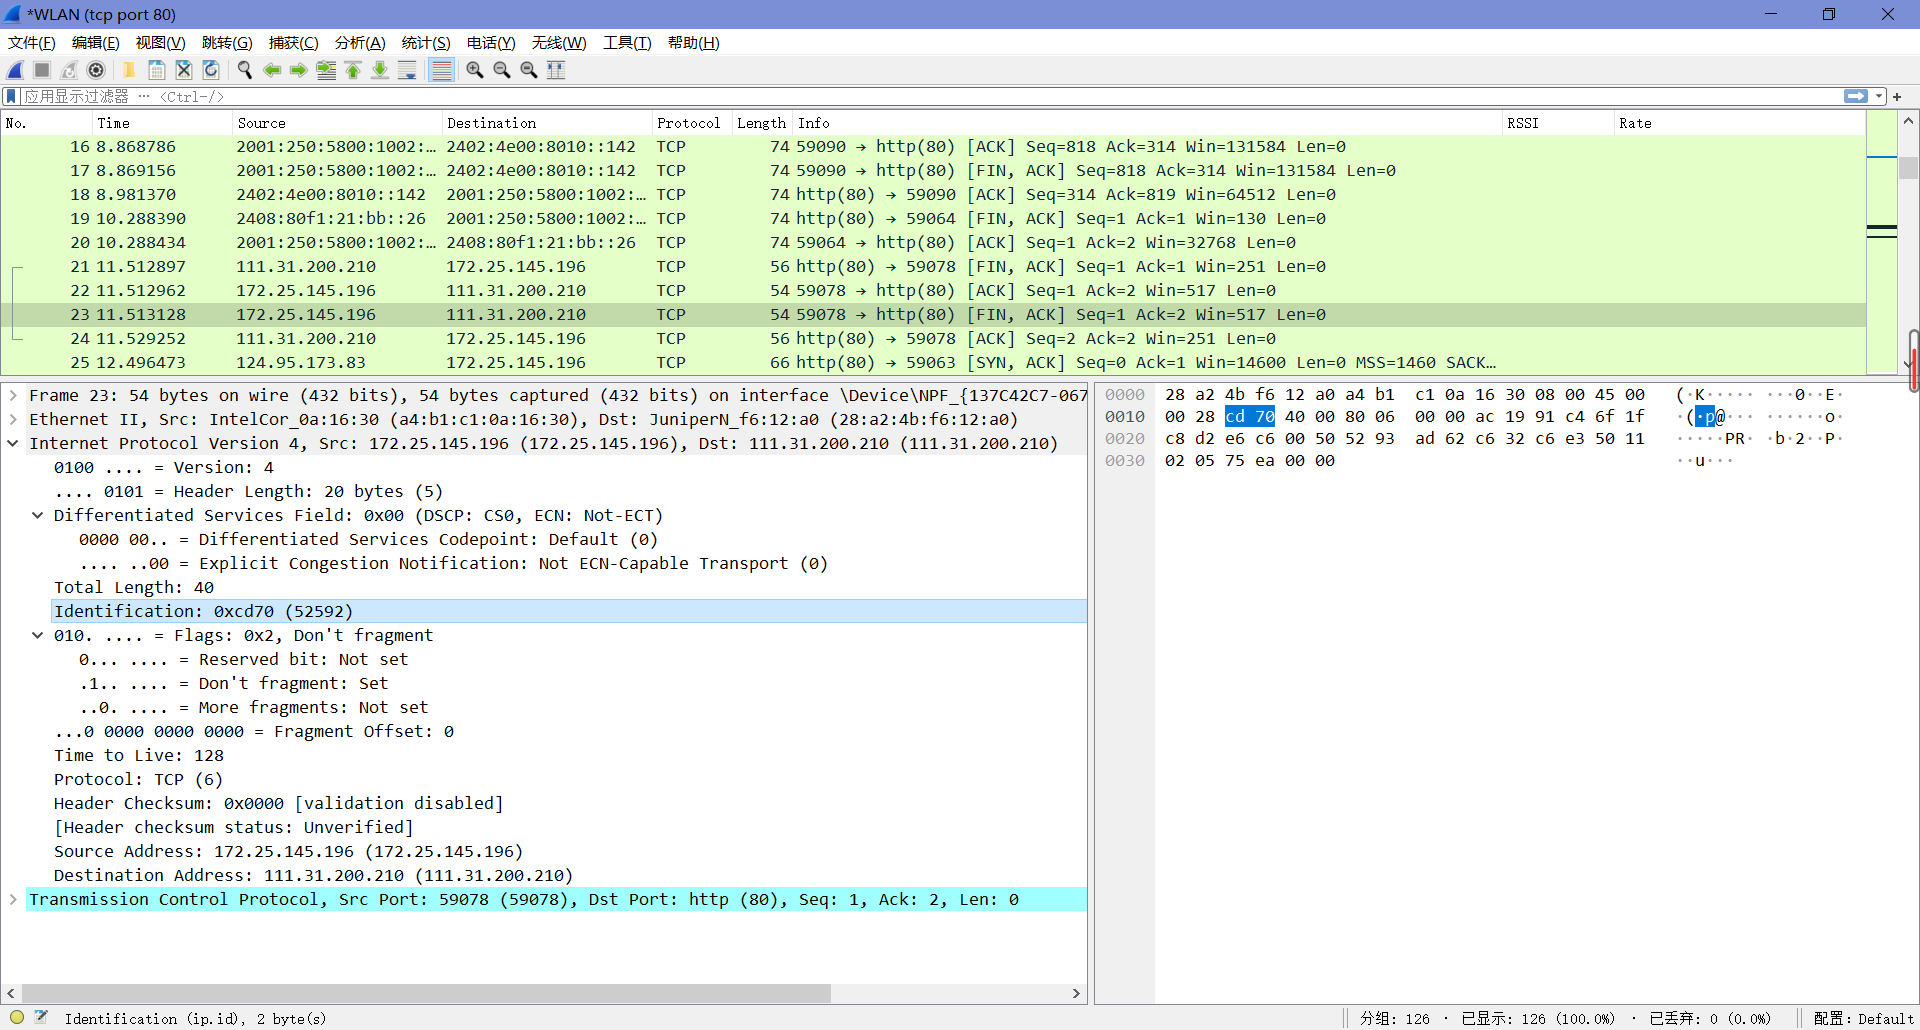 *WLAN (tcp port 80)
文件(F) 编辑(E) 视图(V) 跳转(G) 捕获(C) 分析(A) 统计(S) 电话(Y) 无线(W) 工具(T) 帮助(H)
应用显示过滤器 … <Ctrl-/>
No. Time Source Destination Protocol Length Info RSSI Rate
16 8.868786 2001:250:5800:1002:… 2402:4e00:8010::142 TCP 74 59090 → http(80) [ACK] Seq=818 Ack=314 Win=131584 Len=0
17 8.869156 2001:250:5800:1002:… 2402:4e00:8010::142 TCP 74 59090 → http(80) [FIN, ACK] Seq=818 Ack=314 Win=131584 Len=0
18 8.981370 2402:4e00:8010::142 2001:250:5800:1002:… TCP 74 http(80) → 59090 [ACK] Seq=314 Ack=819 Win=64512 Len=0
19 10.288390 2408:80f1:21:bb::26 2001:250:5800:1002:… TCP 74 http(80) → 59064 [FIN, ACK] Seq=1 Ack=1 Win=130 Len=0
20 10.288434 2001:250:5800:1002:… 2408:80f1:21:bb::26 TCP 74 59064 → http(80) [ACK] Seq=1 Ack=2 Win=32768 Len=0
21 11.512897 111.31.200.210 172.25.145.196 TCP 56 http(80) → 59078 [FIN, ACK] Seq=1 Ack=1 Win=251 Len=0
22 11.512962 172.25.145.196 111.31.200.210 TCP 54 59078 → http(80) [ACK] Seq=1 Ack=2 Win=517 Len=0
23 11.513128 172.25.145.196 111.31.200.210 TCP 54 59078 → http(80) [FIN, ACK] Seq=1 Ack=2 Win=517 Len=0
24 11.529252 111.31.200.210 172.25.145.196 TCP 56 http(80) → 59078 [ACK] Seq=2 Ack=2 Win=251 Len=0
25 12.496473 124.95.173.83 172.25.145.196 TCP 66 http(80) → 59063 [SYN, ACK] Seq=0 Ack=1 Win=14600 Len=0 MSS=1460 SACK…
Frame 23: 54 bytes on wire (432 bits), 54 bytes captured (432 bits) on interface \Device\NPF_{137C42C7-067
Ethernet II, Src: IntelCor_0a:16:30 (a4:b1:c1:0a:16:30), Dst: JuniperN_f6:12:a0 (28:a2:4b:f6:12:a0)
Internet Protocol Version 4, Src: 172.25.145.196 (172.25.145.196), Dst: 111.31.200.210 (111.31.200.210)
0100 .... = Version: 4
.... 0101 = Header Length: 20 bytes (5)
Differentiated Services Field: 0x00 (DSCP: CS0, ECN: Not-ECT)
0000 00.. = Differentiated Services Codepoint: Default (0)
.... ..00 = Explicit Congestion Notification: Not ECN-Capable Transport (0)
Total Length: 40
Identification: 0xcd70 (52592)
010. .... = Flags: 0x2, Don't fragment
0... .... = Reserved bit: Not set
.1.. .... = Don't fragment: Set
..0. .... = More fragments: Not set
...0 0000 0000 0000 = Fragment Offset: 0
Time to Live: 128
Protocol: TCP (6)
Header Checksum: 0x0000 [validation disabled]
[Header checksum status: Unverified]
Source Address: 172.25.145.196 (172.25.145.196)
Destination Address: 111.31.200.210 (111.31.200.210)
Transmission Control Protocol, Src Port: 59078 (59078), Dst Port: http (80), Seq: 1, Ack: 2, Len: 0
0000 28 a2 4b f6 12 a0 a4 b1 c1 0a 16 30 08 00 45 00 (·K····· ···0··E·
0010 00 28 cd 70 40 00 80 06 00 00 ac 19 91 c4 6f 1f ·(·p@··· ······o·
0020 c8 d2 e6 c6 00 50 52 93 ad 62 c6 32 c6 e3 50 11 ·····PR· ·b·2··P·
0030 02 05 75 ea 00 00 ··u···
Identification (ip.id), 2 byte(s)
分组: 126 · 已显示: 126 (100.0%) · 已丢弃: 0 (0.0%)
配置: Default